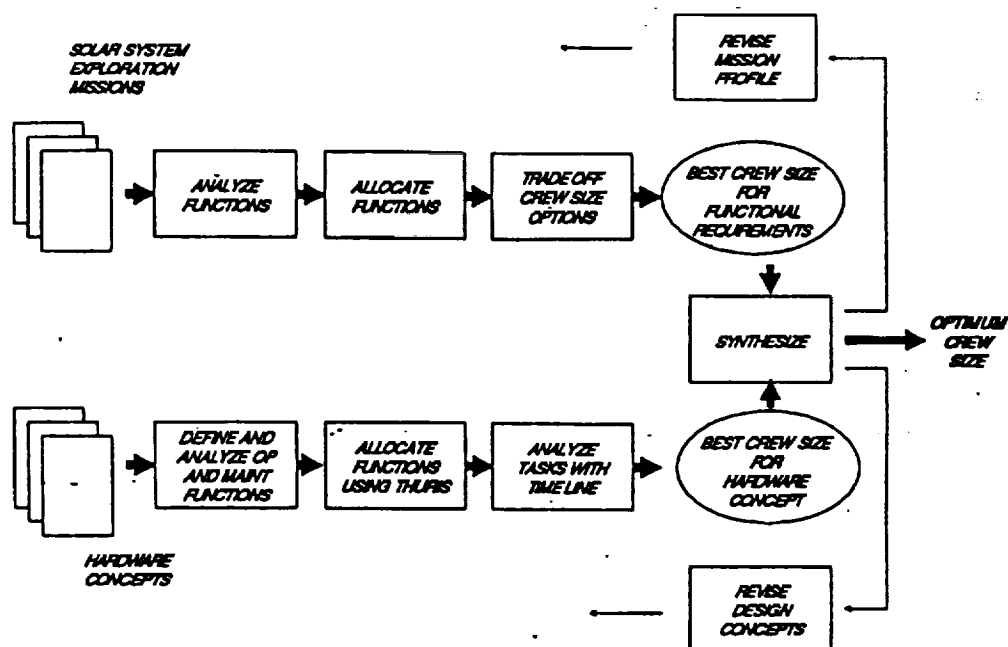 SOLAR SYSTEM
EXPLORATION
MISSIONS
REVISE
MISSION
PROFILE
ANALYZE
FUNCTIONS
ALLOCATE
FUNCTIONS
TRADE OFF
CREW SIZE
OPTIONS
BEST CREW SIZE
FOR
FUNCTIONAL
REQUIREMENTS
SYNTHESIZE
OPTIMUM
CREW
SIZE
DEFINE AND
ANALYZE OP
AND MAINT
FUNCTIONS
ALLOCATE
FUNCTIONS
USING THURIS
ANALYZE
TASKS WITH
TIME LINE
BEST CREW SIZE
FOR
HARDWARE
CONCEPT
HARDWARE
CONCEPTS
REVISE
DESIGN
CONCEPTS